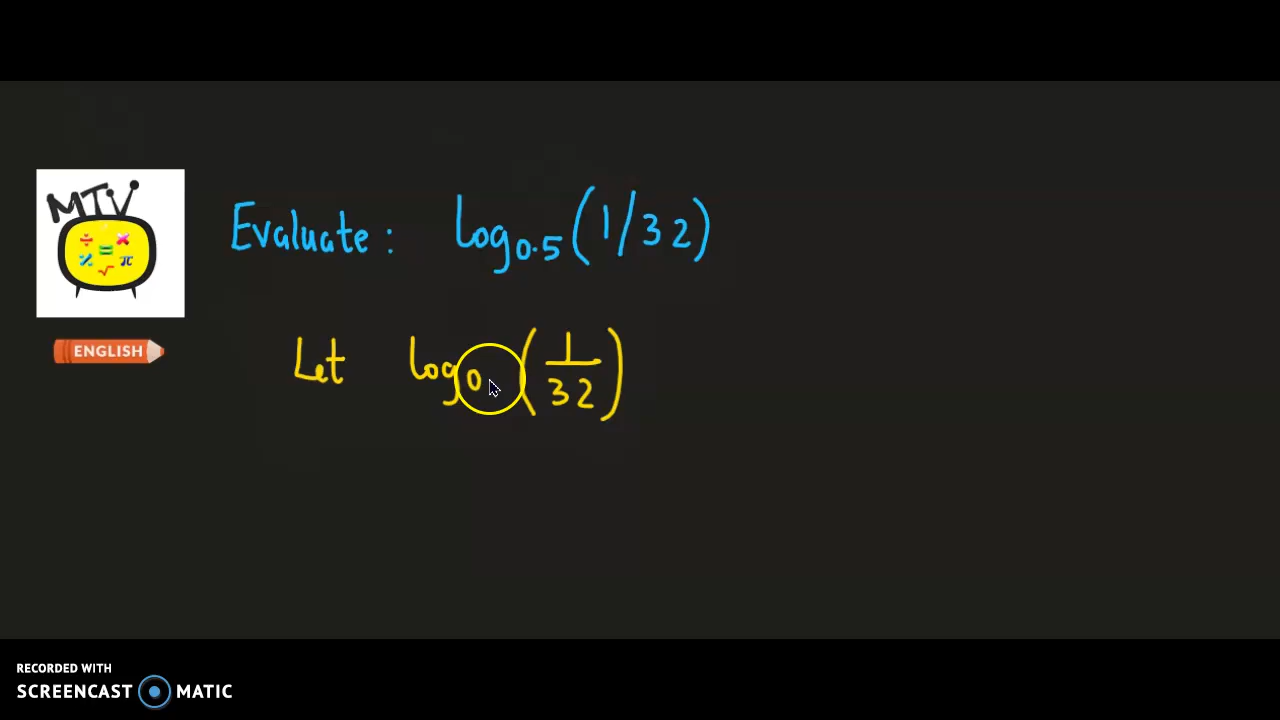 MTV
Evaluate: log0.5(1/32)
ENGLISH
Let log0.(1/32)
RECORDED WITH
SCREENCAST MATIC